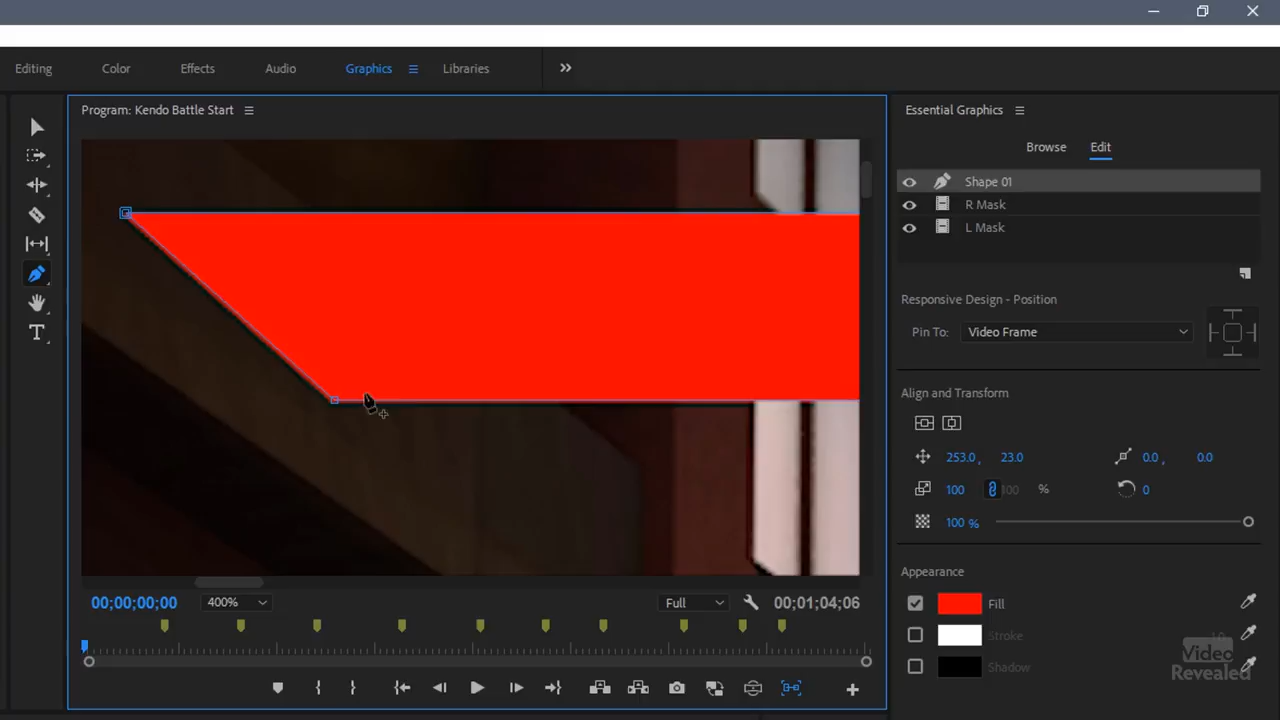 Editing Color Effects Audio Graphics Libraries
Program: Kendo Battle Start
Essential Graphics
Browse Edit
Shape 01
R Mask
L Mask
Responsive Design - Position
Pin To: Video Frame
Align and Transform
253.0, 23.0 0.0, 0.0
100 100 % 0
100 %
Appearance
Fill
Stroke 1.0
Shadow
00;00;00;00 400% Full 00;01;04;06
T
Video
Revealed